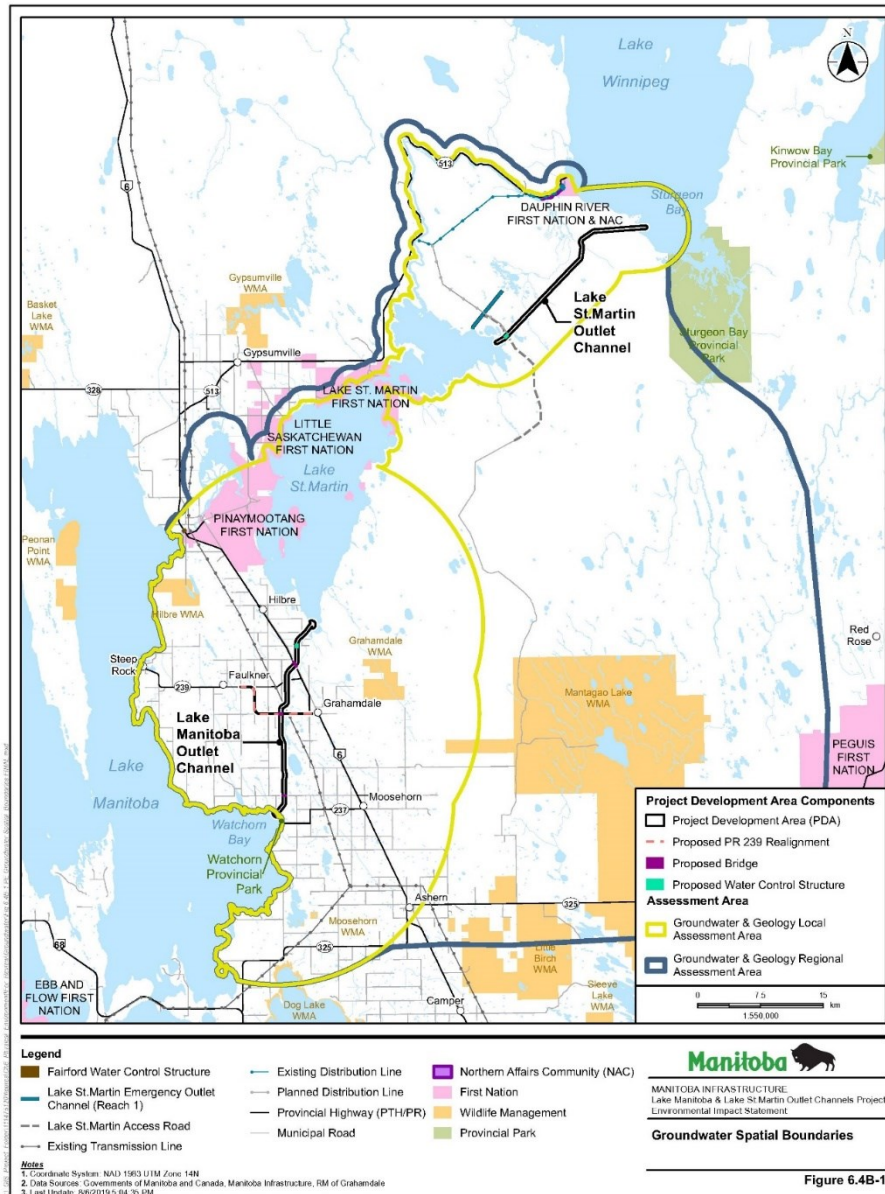 N
Lake
Winnipeg
Kinwow Bay
Provincial Park
6
513
Sturgeon
Bay
DAUPHIN RIVER
FIRST NATION & NAC
Gypsumville
WMA
Basket
Lake
WMA
Lake
St.Martin
Outlet
Channel
Sturgeon Bay
Provincial
Park
Gypsumville
328
513
LAKE ST. MARTIN
FIRST NATION
LITTLE
SASKATCHEWAN
FIRST NATION
Lake
St.Martin
PINAYMOOTANG
FIRST NATION
Peonan
Point
WMA
Hilbre
Hilbre WMA
Red
Rose
Grahamdale
WMA
Steep
Rock
239
Faulkner
Grahamdale
Mantagao Lake
WMA
Lake
Manitoba
Outlet
Channel
6
PEGUIS
FIRST
NATION
Lake
Manitoba
Moosehorn
237
Watchorn
Bay
Watchorn
Provincial
Park
Ashern
325
Moosehorn
WMA
325
Little
Birch
WMA
68
Sleeve
Lake
WMA
EBB AND
FLOW FIRST
NATION
Dog Lake
WMA
Camper
Project Development Area Components
Project Development Area (PDA)
Proposed PR 239 Realignment
Proposed Bridge
Proposed Water Control Structure
Assessment Area
Groundwater & Geology Local
Assessment Area
Groundwater & Geology Regional
Assessment Area
0 7.5 15
km
1:550,000
Legend
Fairford Water Control Structure
Lake St.Martin Emergency Outlet
Channel (Reach 1)
Lake St.Martin Access Road
Existing Transmission Line
Existing Distribution Line
Planned Distribution Line
Provincial Highway (PTH/PR)
Municipal Road
Northern Affairs Community (NAC)
First Nation
Wildlife Management
Provincial Park
Manitoba
MANITOBA INFRASTRUCTURE
Lake Manitoba & Lake St.Martin Outlet Channels Project
Environmental Impact Statement
Groundwater Spatial Boundaries
Notes
1. Coordinate System: NAD 1983 UTM Zone 14N
2. Data Sources: Governments of Manitoba and Canada, Manitoba Infrastructure, RM of Grahamdale
3. Last Update: 8/6/2019 5:04:35 PM
Figure 6.4B-1